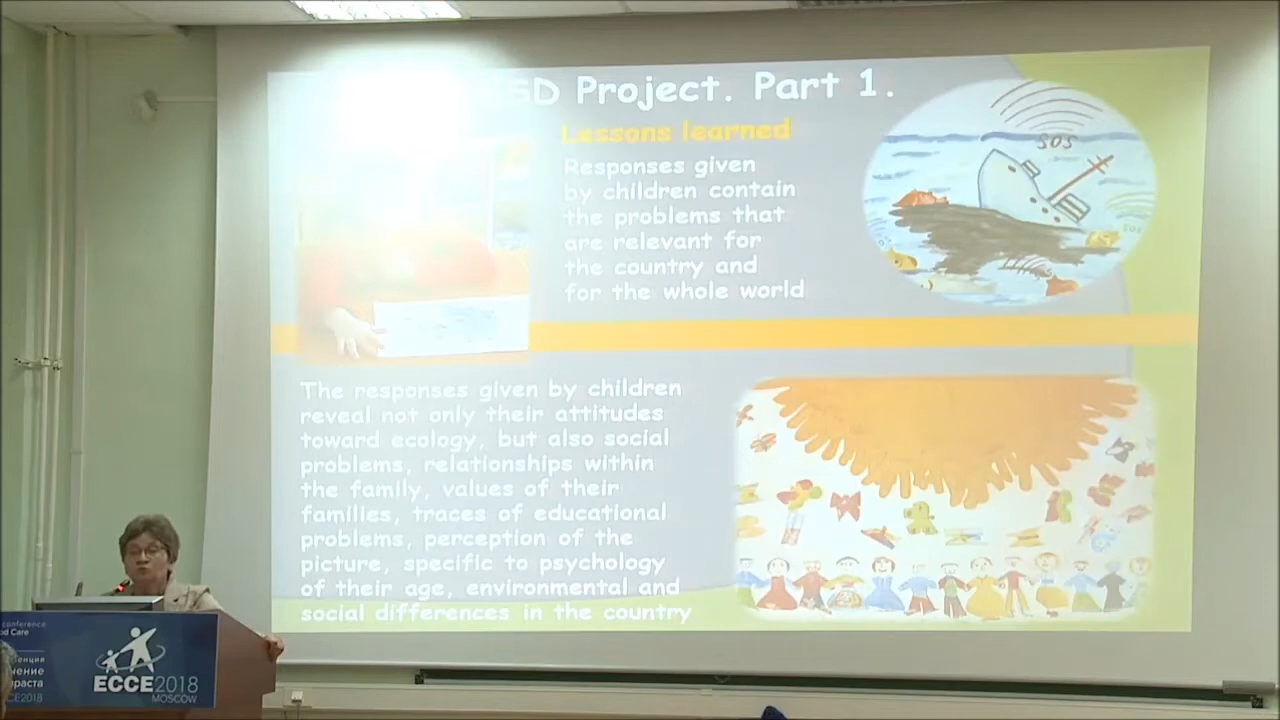 SD Project. Part 1.
Lessons learned
Responses given
by children contain
the problems that
are relevant for
the country and
for the whole world
SOS
The responses given by children
reveal not only their attitudes
toward ecology, but also social
problems, relationships within
the family, values of their
families, traces of educational
problems, perception of the
picture, specific to psychology
of their age, environmental and
social differences in the country
conference
d Care
ECCE2018
MOSCOW